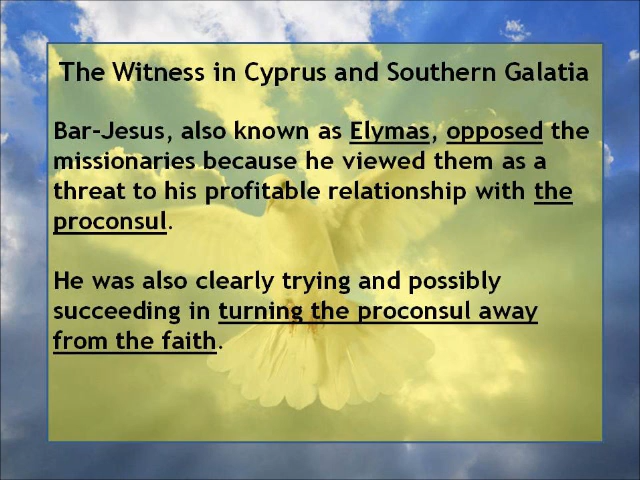 The Witness in Cyprus and Southern Galatia
Bar-Jesus, also known as Elymas, opposed the
missionaries because he viewed them as a
threat to his profitable relationship with the
proconsul.
He was also clearly trying and possibly
succeeding in turning the proconsul away
from the faith.